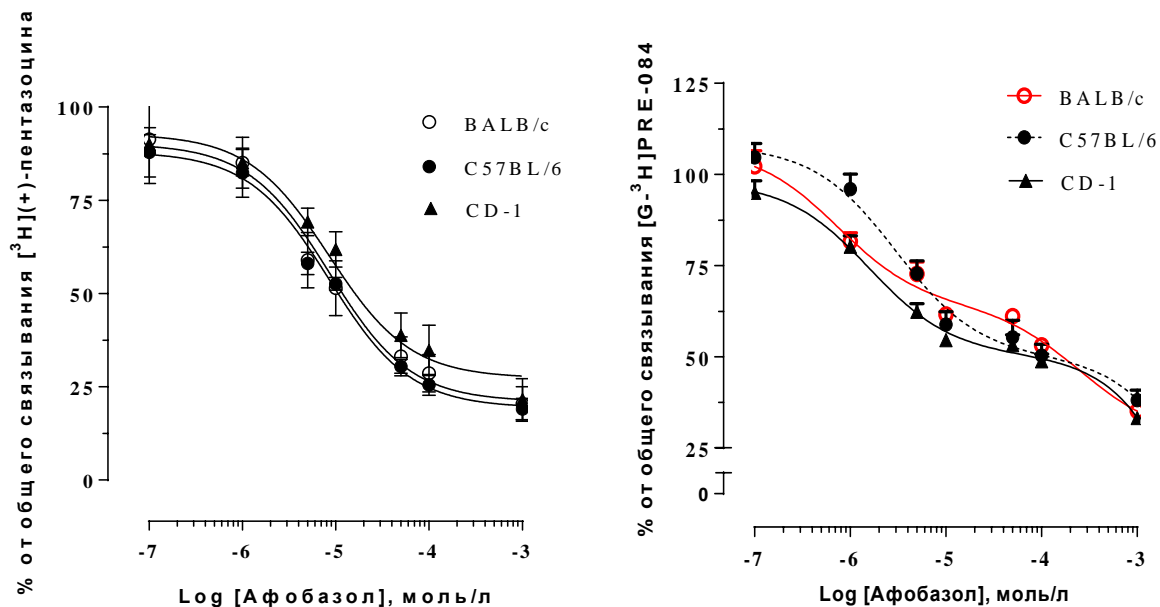 % от общего связывания [³H](+)-пентазоцина
100
75
50
25
0
BALB/c
C57BL/6
CD-1
-7 -6 -5 -4 -3
Log [Афобазол], моль/л
% от общего связывания [G-³H]PRE-084
125
100
75
50
25
0
BALB/c
C57BL/6
CD-1
-7 -6 -5 -4 -3
Log [Афобазол], моль/л